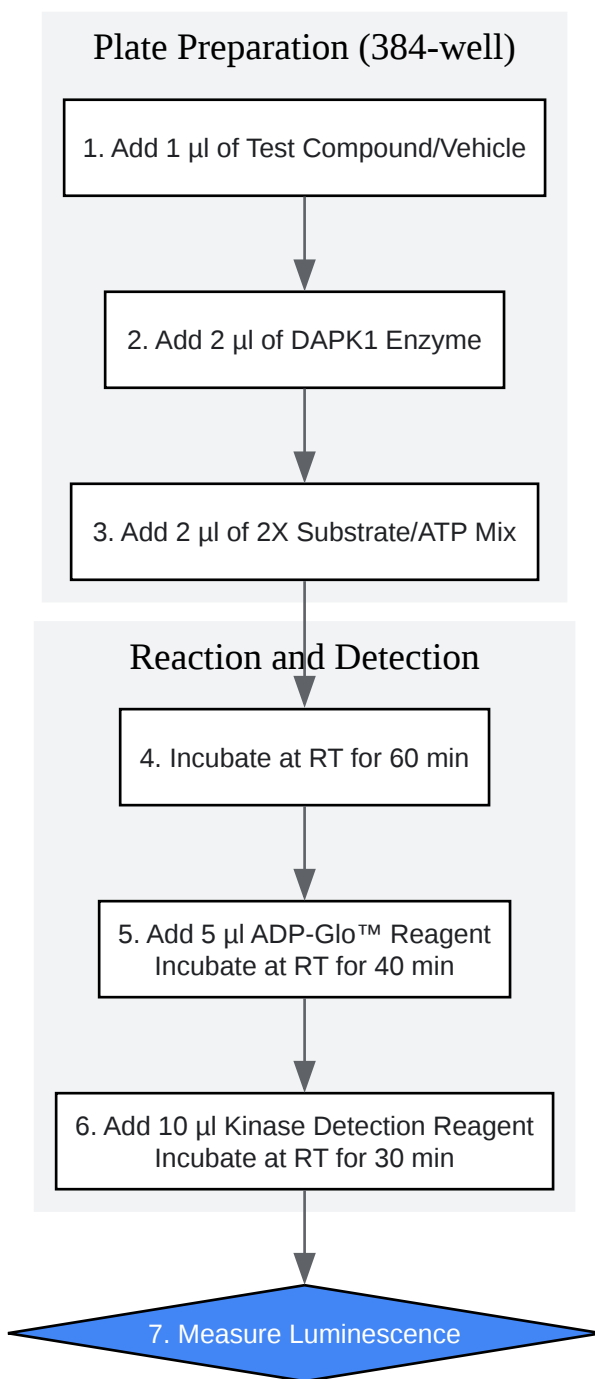 Plate Preparation (384-well)
1. Add 1 µl of Test Compound/Vehicle
2. Add 2 µl of DAPK1 Enzyme
3. Add 2 µl of 2X Substrate/ATP Mix
Reaction and Detection
4. Incubate at RT for 60 min
5. Add 5 µl ADP-Glo™ Reagent
Incubate at RT for 40 min
6. Add 10 µl Kinase Detection Reagent
Incubate at RT for 30 min
7. Measure Luminescence